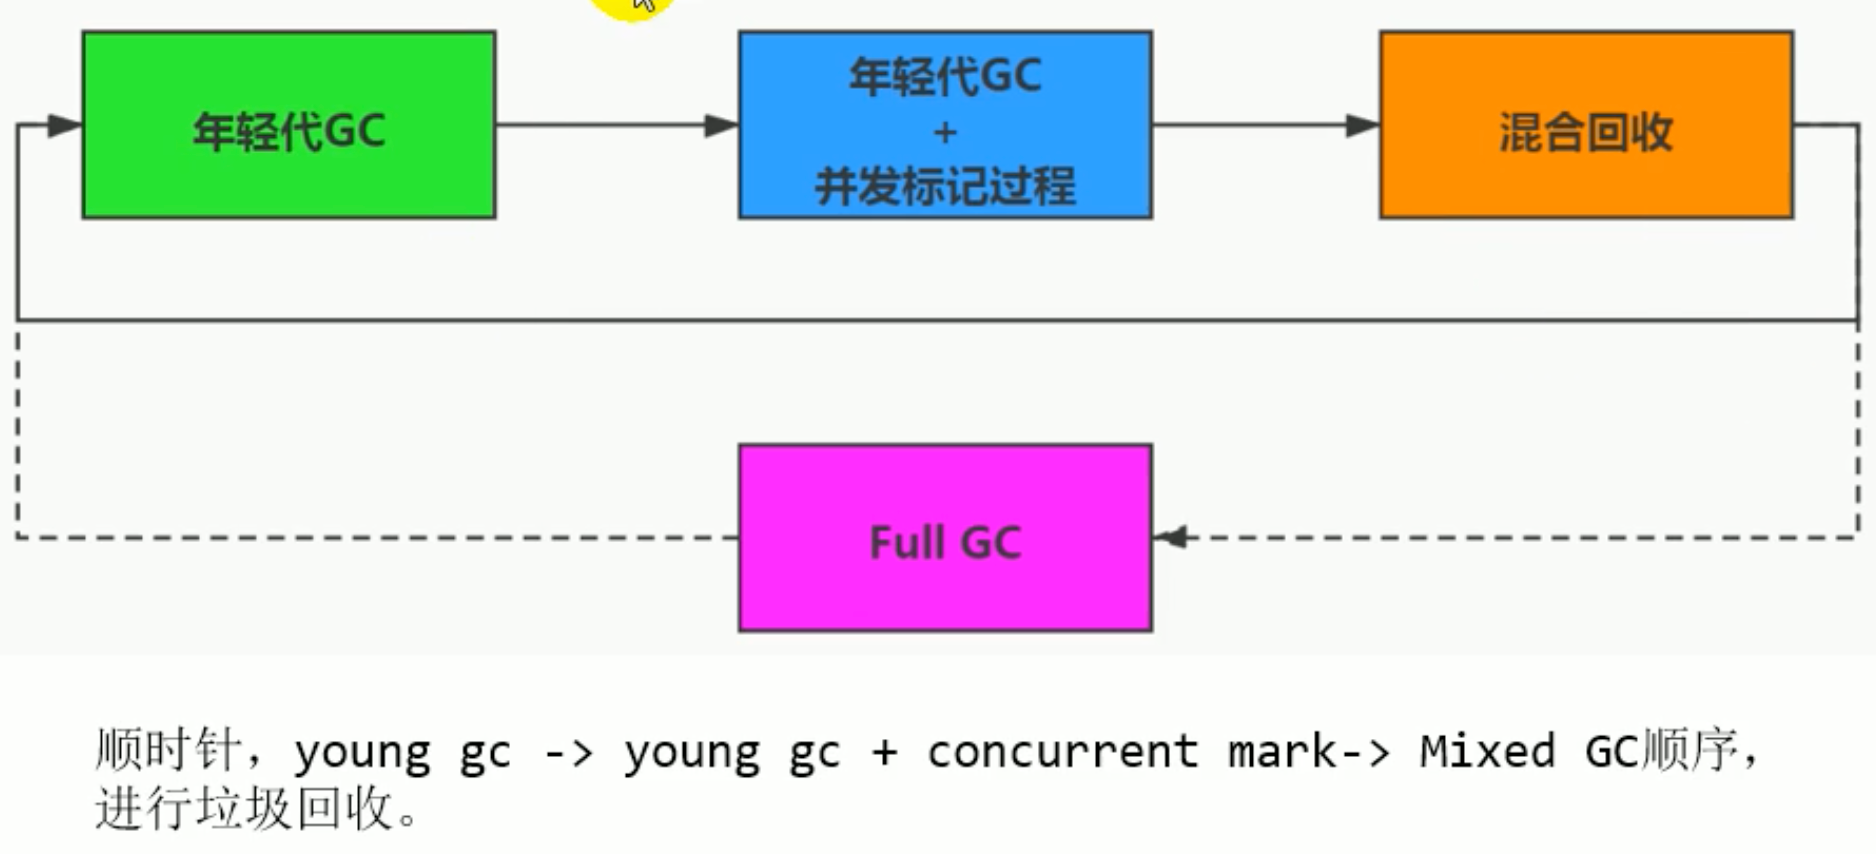 年轻代GC
年轻代GC
+
并发标记过程
混合回收
Full GC
顺时针，young gc -> young gc + concurrent mark-> Mixed GC顺序，
进行垃圾回收。